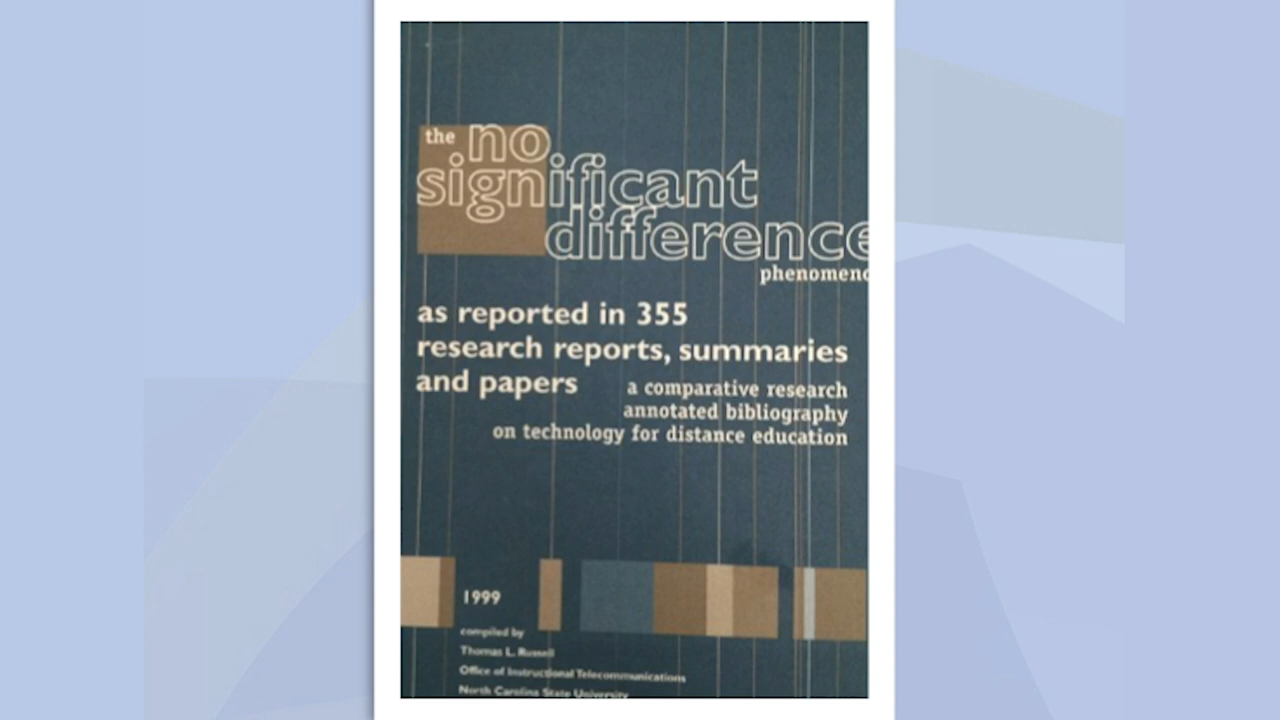 the no
significant
difference
phenomeno
as reported in 355
research reports, summaries
and papers
a comparative research
annotated bibliography
on technology for distance education
1999
compiled by
Thomas L. Russell
Office of Instructional Telecommunications
North Carolina State University